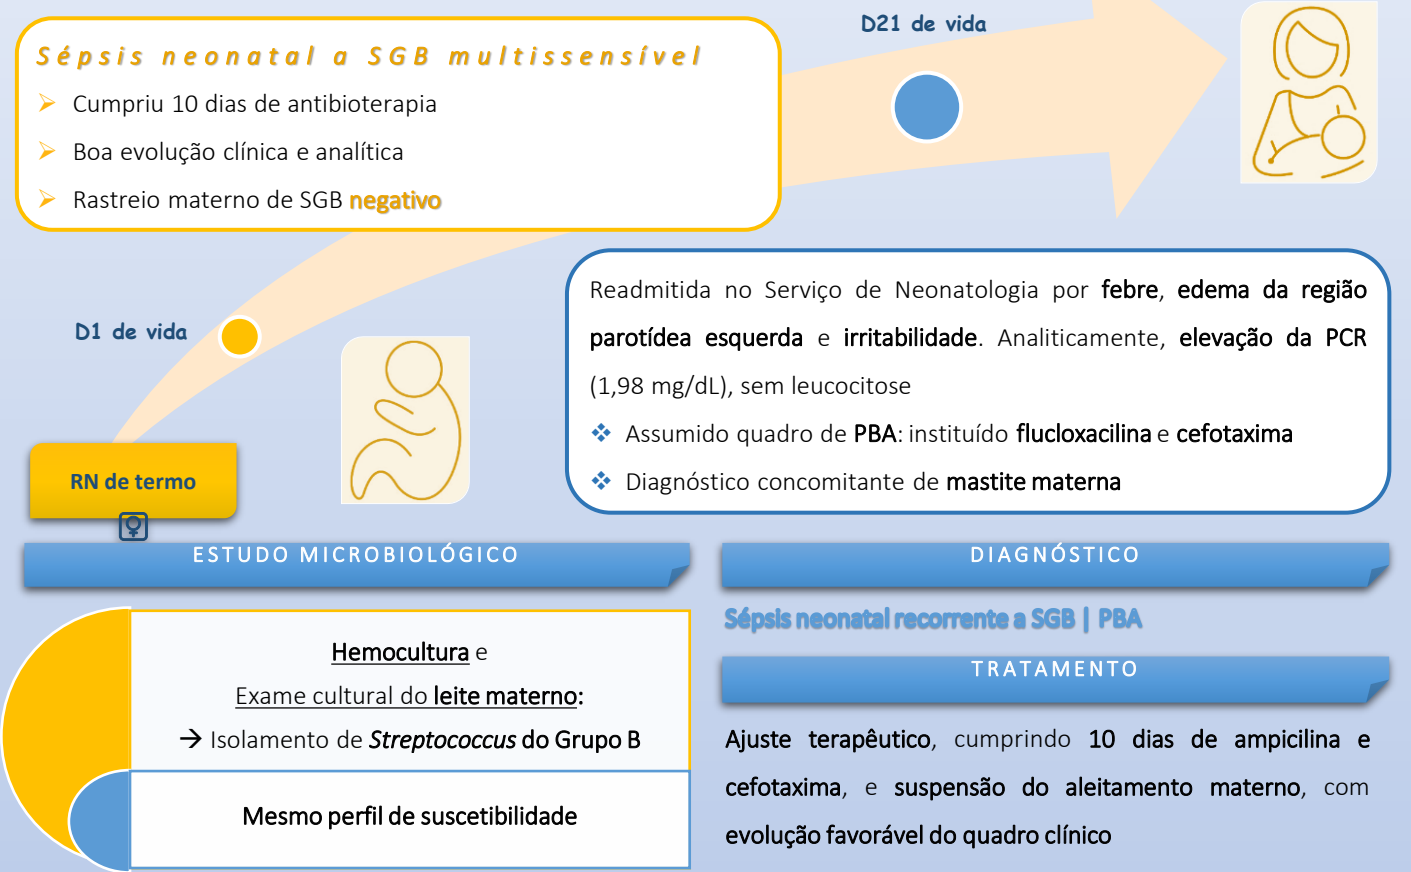 D21 de vida
Sépsis neonatal a SGB multissensível
Cumpriu 10 dias de antibioterapia
Boa evolução clínica e analítica
Rastreio materno de SGB negativo
D1 de vida
RN de termo
Readmitida no Serviço de Neonatologia por febre, edema da região
parotídea esquerda e irritabilidade. Analiticamente, elevação da PCR
(1,98 mg/dL), sem leucocitose
Assumido quadro de PBA: instituído flucloxacilina e cefotaxima
Diagnóstico concomitante de mastite materna
ESTUDO MICROBIOLÓGICO
Hemocultura e
Exame cultural do leite materno:
→ Isolamento de Streptococcus do Grupo B
Mesmo perfil de suscetibilidade
DIAGNÓSTICO
Sépsis neonatal recorrente a SGB | PBA
TRATAMENTO
Ajuste terapêutico, cumprindo 10 dias de ampicilina e
cefotaxima, e suspensão do aleitamento materno, com
evolução favorável do quadro clínico